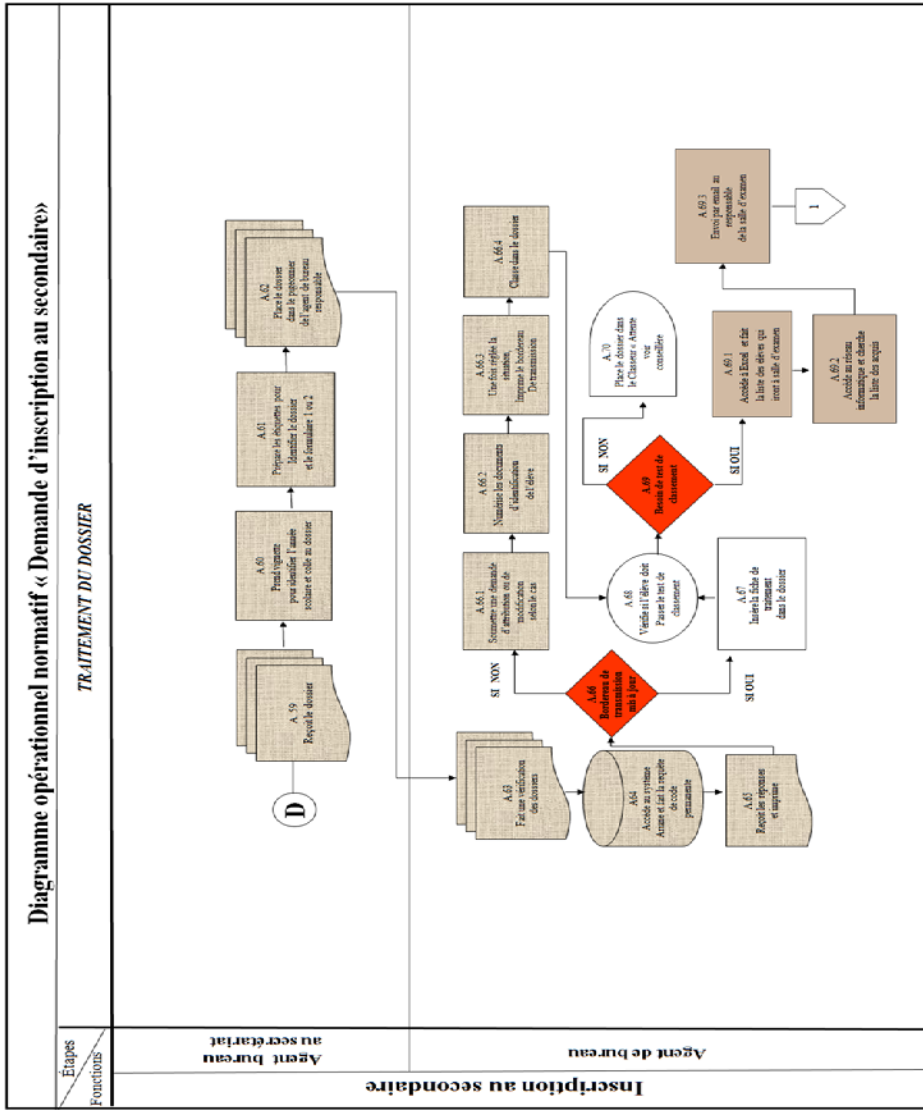 Diagramme opérationnel normatif « Demande d'inscription au secondaire»
Étapes
Fonctions
TRAITEMENT DU DOSSIER
Inscription au secondaire
Agent bureau
au secrétariat
D
A.59
Reçoit le dossier
A.60
Prend vignette
pour identifier l'année
scolaire et colle au dossier
A.61
Prépare les étiquettes pour
Identifier le dossier
et le formulaire 1 ou 2
A.62
Place le dossier
dans le pigeonnier
de l'agent de bureau
responsable
Agent de bureau
A.63
Fait une vérification
des dossiers
A64
Accède au système
Ariane et fait la requête
de code
permanente
A.65
Reçoit les réponses
et imprime
A.66
Bordereau de
transmission
mis à jour
SI NON
SI OUI
A.66.1
Soumettre une demande
d'attribution ou de
modification
selon le cas
A.66.2
Numérise les documents
d'identification
de l'élève
A.66.3
Une fois réglée la
situation,
Imprime le bordereau
De transmission
A.66.4
Classe dans le dossier
A.67
Insère la fiche de
traitement
dans le dossier
A.68
Vérifie si l'élève doit
Passer le test de
classement
A.69
Besoin de test de
classement
SI NON
SI OUI
A.70
Place le dossier dans
le Classeur « Attente
voir
conseillère
A.69.1
Accède à Excel et fait
la liste des élèves qui
iront à salle d'examen
A.69.2
Accède au réseau
informatique et cherche
la liste des acquis
A.69.3
Envoi par email au
responsable
de la salle d'examen
1